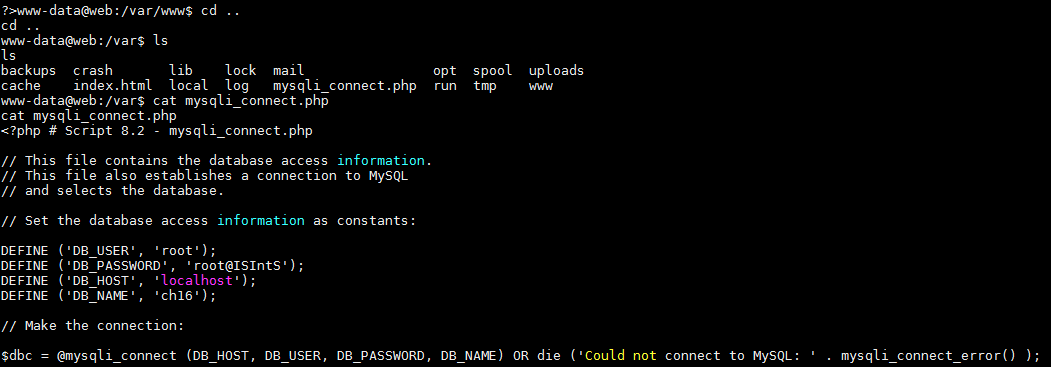 ?>www-data@web:/var/www$ cd ..
cd ..
www-data@web:/var$ ls
ls
backups  crash       lib    lock  mail                opt  spool  uploads
cache    index.html  local  log   mysqli_connect.php  run  tmp    www
www-data@web:/var$ cat mysqli_connect.php
cat mysqli_connect.php
<?php # Script 8.2 - mysqli_connect.php

// This file contains the database access information.
// This file also establishes a connection to MySQL
// and selects the database.

// Set the database access information as constants:

DEFINE ('DB_USER', 'root');
DEFINE ('DB_PASSWORD', 'root@ISIntS');
DEFINE ('DB_HOST', 'localhost');
DEFINE ('DB_NAME', 'ch16');

// Make the connection:

$dbc = @mysqli_connect (DB_HOST, DB_USER, DB_PASSWORD, DB_NAME) OR die ('Could not connect to MySQL: ' . mysqli_connect_error() );